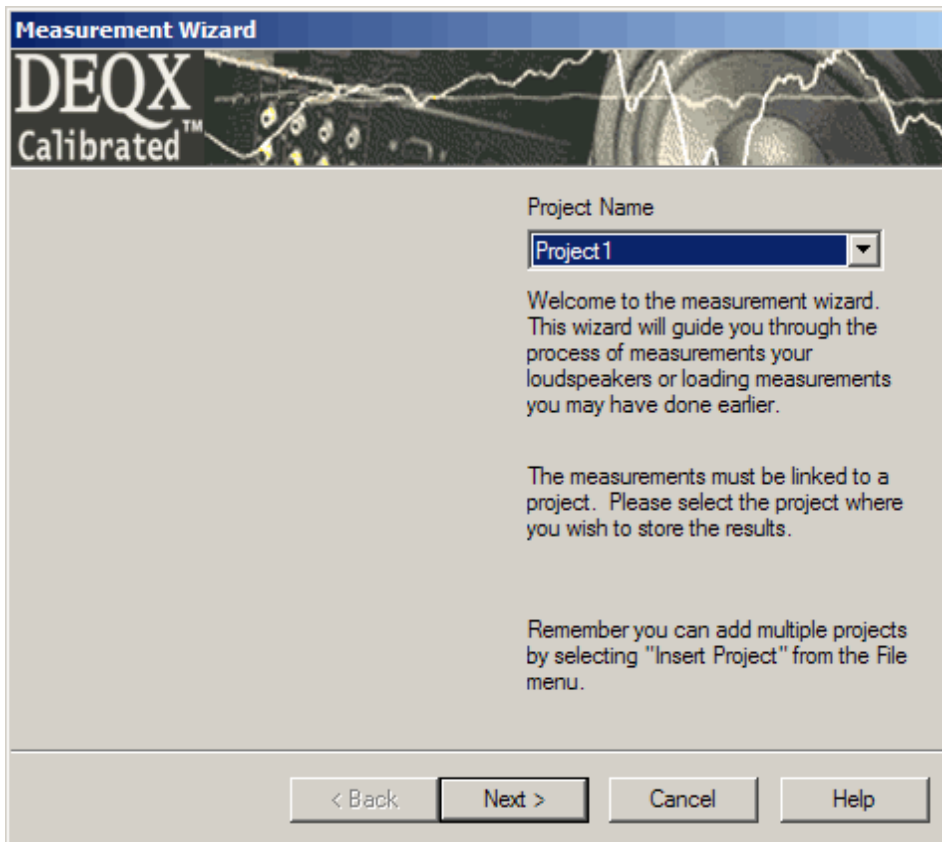 Measurement Wizard
DEQX
Calibrated™
Project Name
Project1
Welcome to the measurement wizard.
This wizard will guide you through the
process of measurements your
loudspeakers or loading measurements
you may have done earlier.
The measurements must be linked to a
project. Please select the project where
you wish to store the results.
Remember you can add multiple projects
by selecting "Insert Project" from the File
menu.
< Back
Next >
Cancel
Help